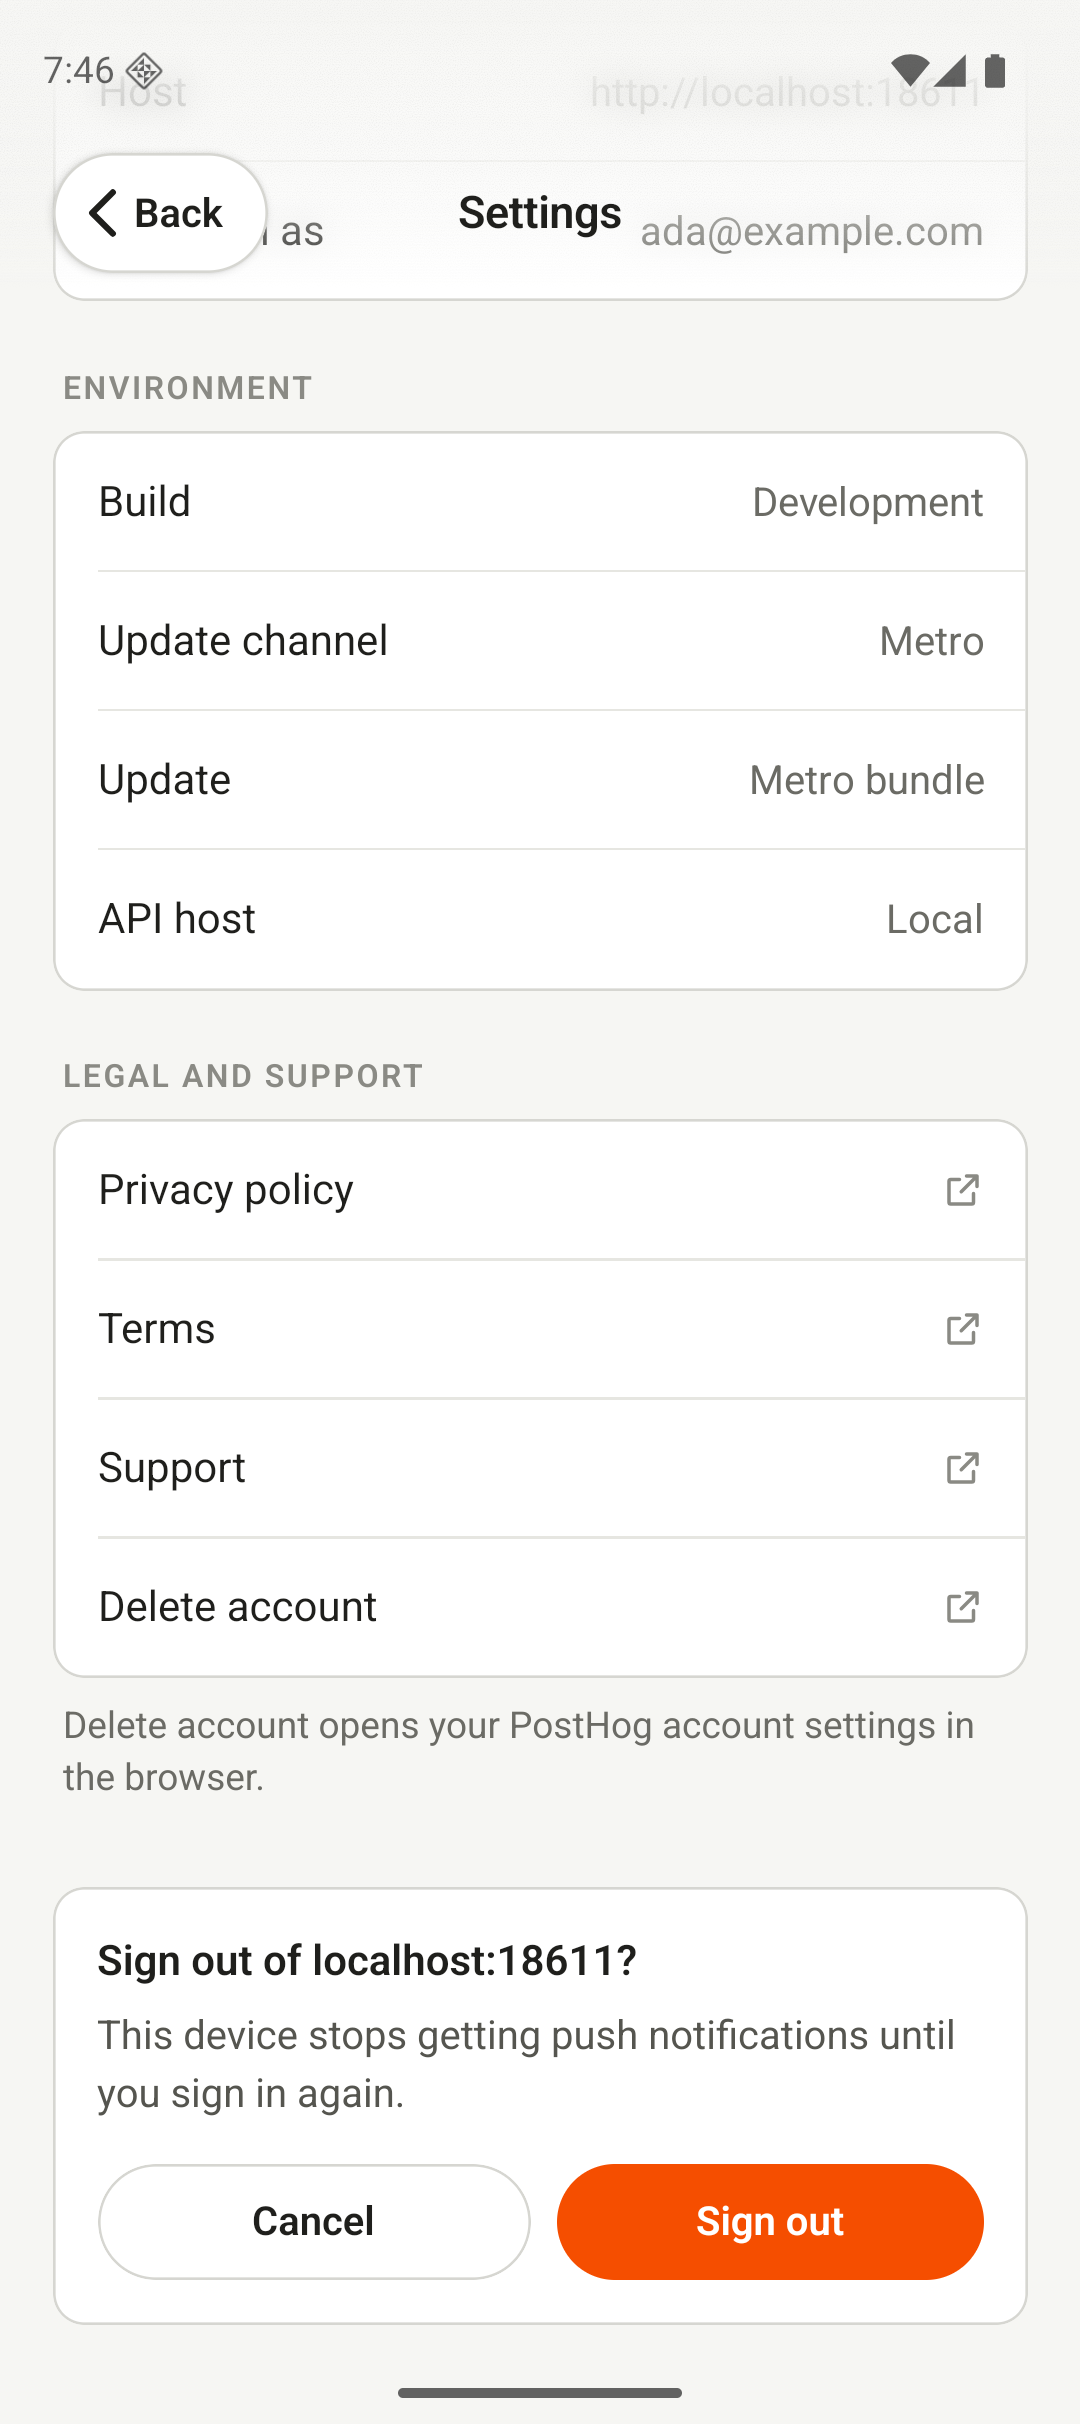 7:46
Host http://localhost:18611
Back as Settings ada@example.com
ENVIRONMENT
Build Development
Update channel Metro
Update Metro bundle
API host Local
LEGAL AND SUPPORT
Privacy policy
Terms
Support
Delete account
Delete account opens your PostHog account settings in
the browser.
Sign out of localhost:18611?
This device stops getting push notifications until
you sign in again.
Cancel Sign out